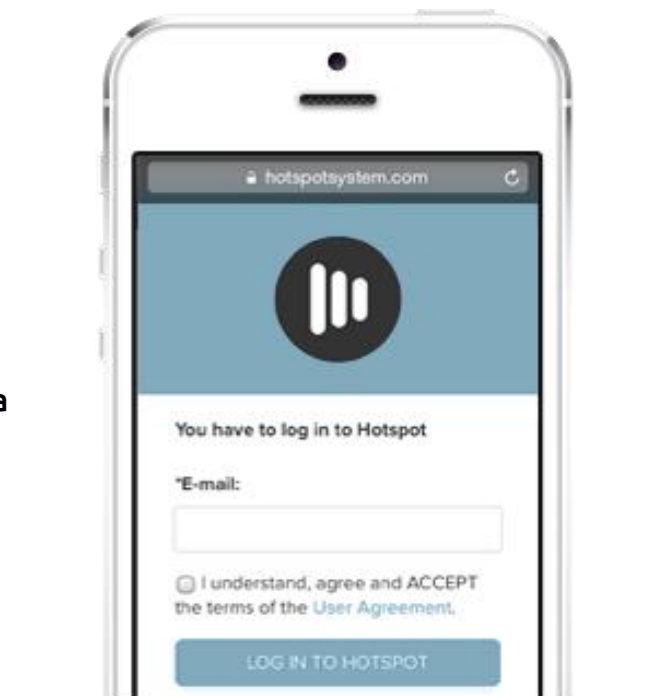 hotspotsystem.com
a
You have to log in to Hotspot
*E-mail:
I understand, agree and ACCEPT
the terms of the User Agreement.
LOG IN TO HOTSPOT